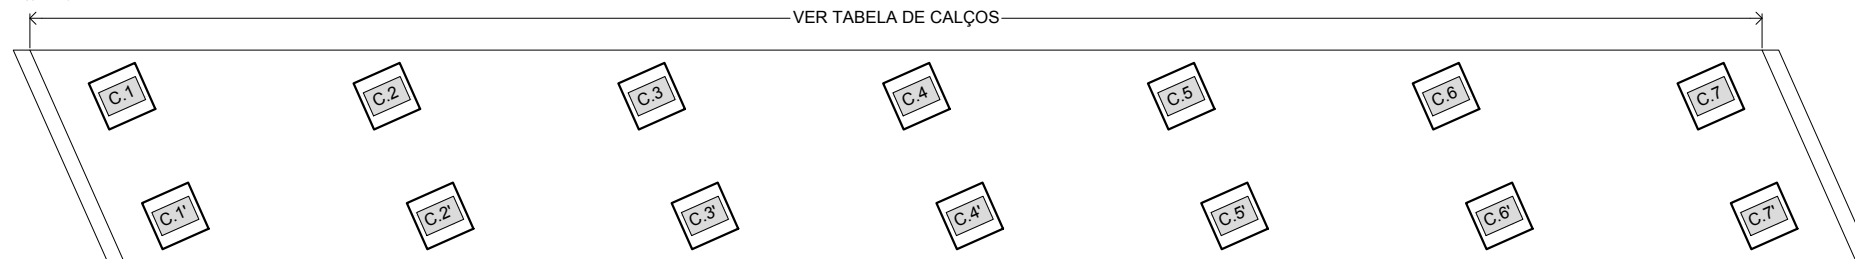 VER TABELA DE CALÇOS
C.1 C.2 C.3 C.4 C.5 C.6 C.7
C.1' C.2' C.3' C.4' C.5' C.6' C.7'